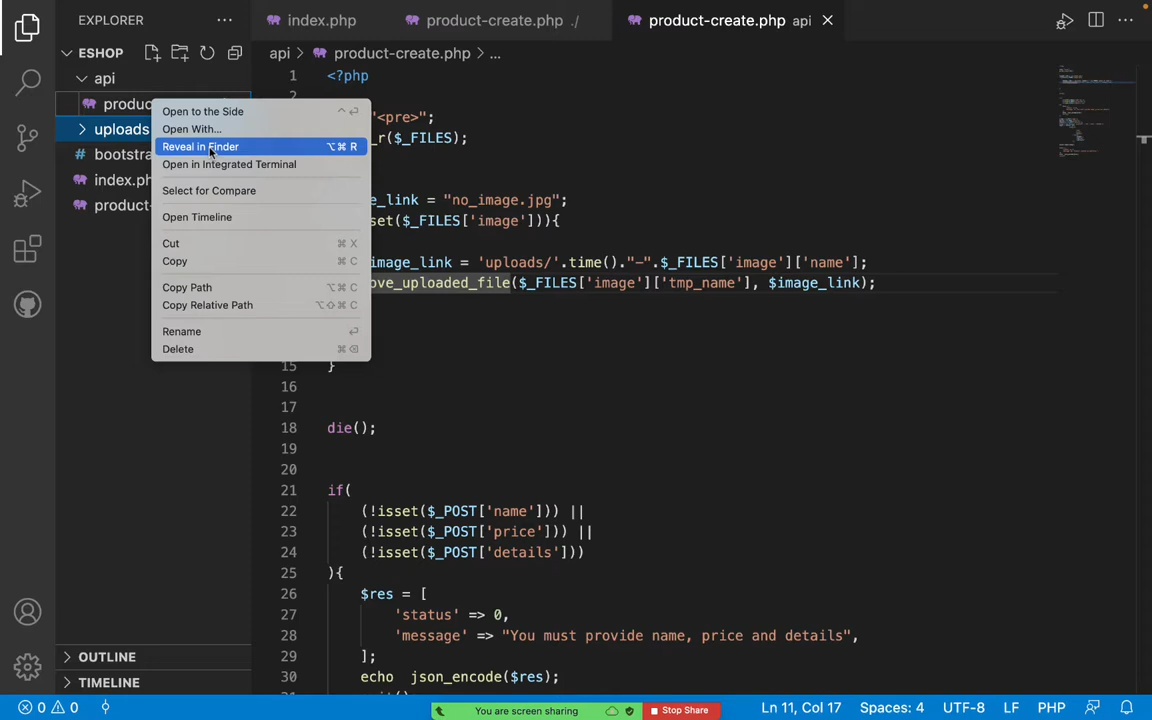 EXPLORER
index.php
product-create.php ./
product-create.php api
ESHOP
api > product-create.php > ...
api
produc
uploads
bootstra
index.ph
product-
Open to the Side ^
Open With...
Reveal in Finder ⌥⌘ R
Open in Integrated Terminal
Select for Compare
Open Timeline
Cut ⌘ X
Copy ⌘ C
Copy Path ⌥⌘ C
Copy Relative Path ⌥⇧⌘ C
Rename
Delete ⌘⌫
1 <?php
2
"<pre>";
_r($_FILES);
e_link = "no_image.jpg";
set($_FILES['image'])){
image_link = 'uploads/'.time()."-".$_FILES['image']['name'];
ove_uploaded_file($_FILES['image']['tmp_name'], $image_link);
15 }
16
17
18 die();
19
20
21 if(
22 (!isset($_POST['name'])) ||
23 (!isset($_POST['price'])) ||
24 (!isset($_POST['details']))
25 ){
26 $res = [
27 'status' => 0,
28 'message' => "You must provide name, price and details",
29 ];
30 echo json_encode($res);
OUTLINE
TIMELINE
0 0
You are screen sharing
Stop Share
Ln 11, Col 17
Spaces: 4
UTF-8
LF
PHP